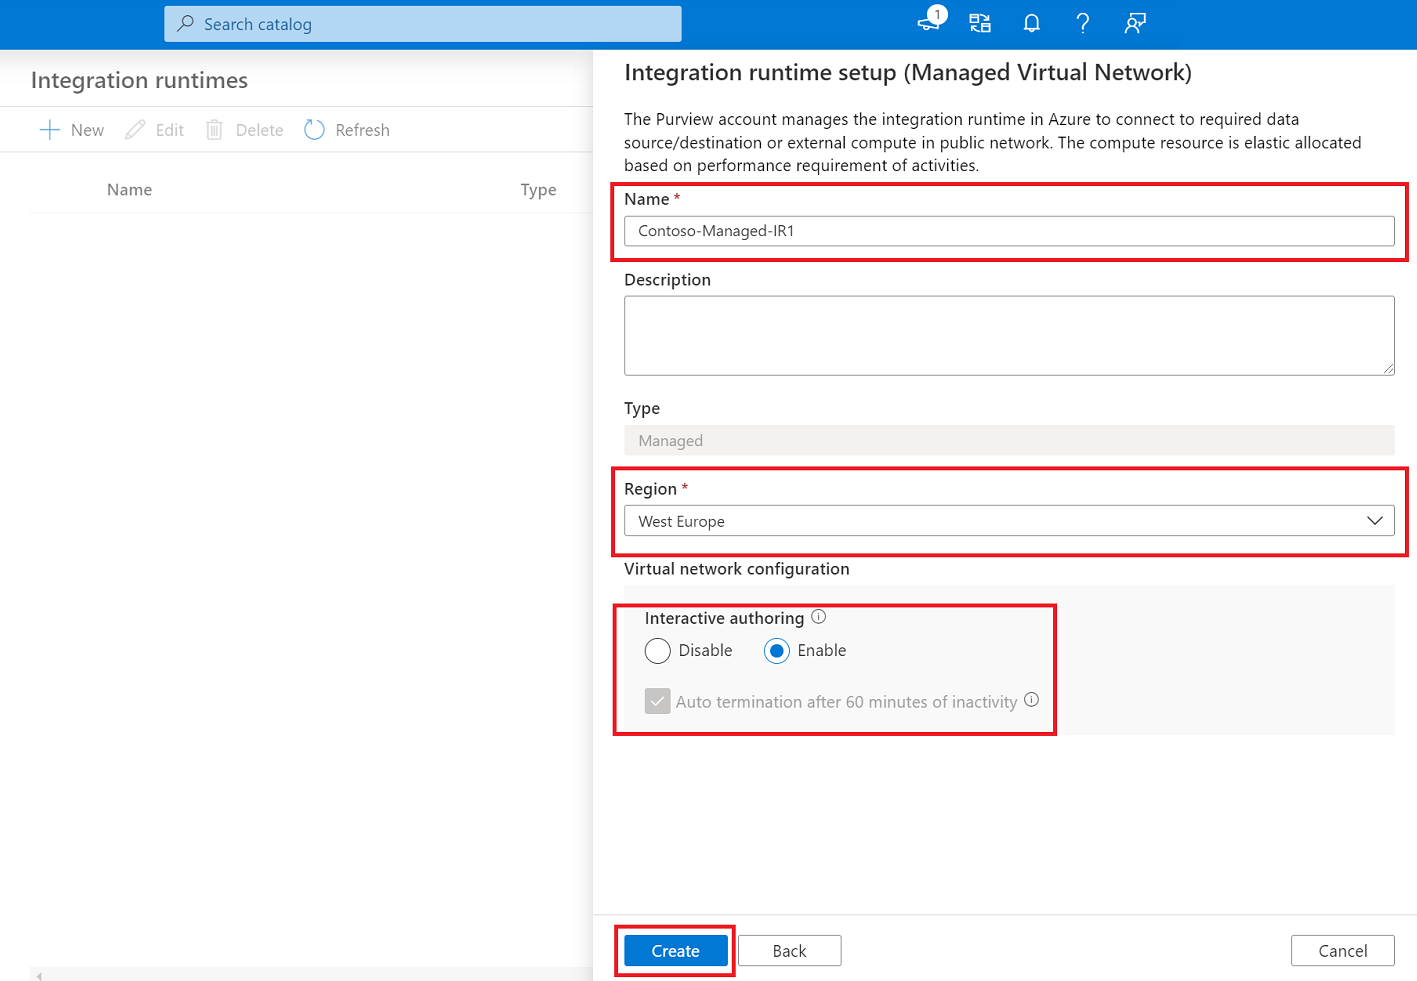 Search catalog
1
?
Integration runtimes
New Edit Delete Refresh
Name Type
Integration runtime setup (Managed Virtual Network)
The Purview account manages the integration runtime in Azure to connect to required data
source/destination or external compute in public network. The compute resource is elastic allocated
based on performance requirement of activities.
Name *
Contoso-Managed-IR1
Description
Type
Managed
Region *
West Europe
Virtual network configuration
Interactive authoring
Disable Enable
Auto termination after 60 minutes of inactivity
Create Back Cancel